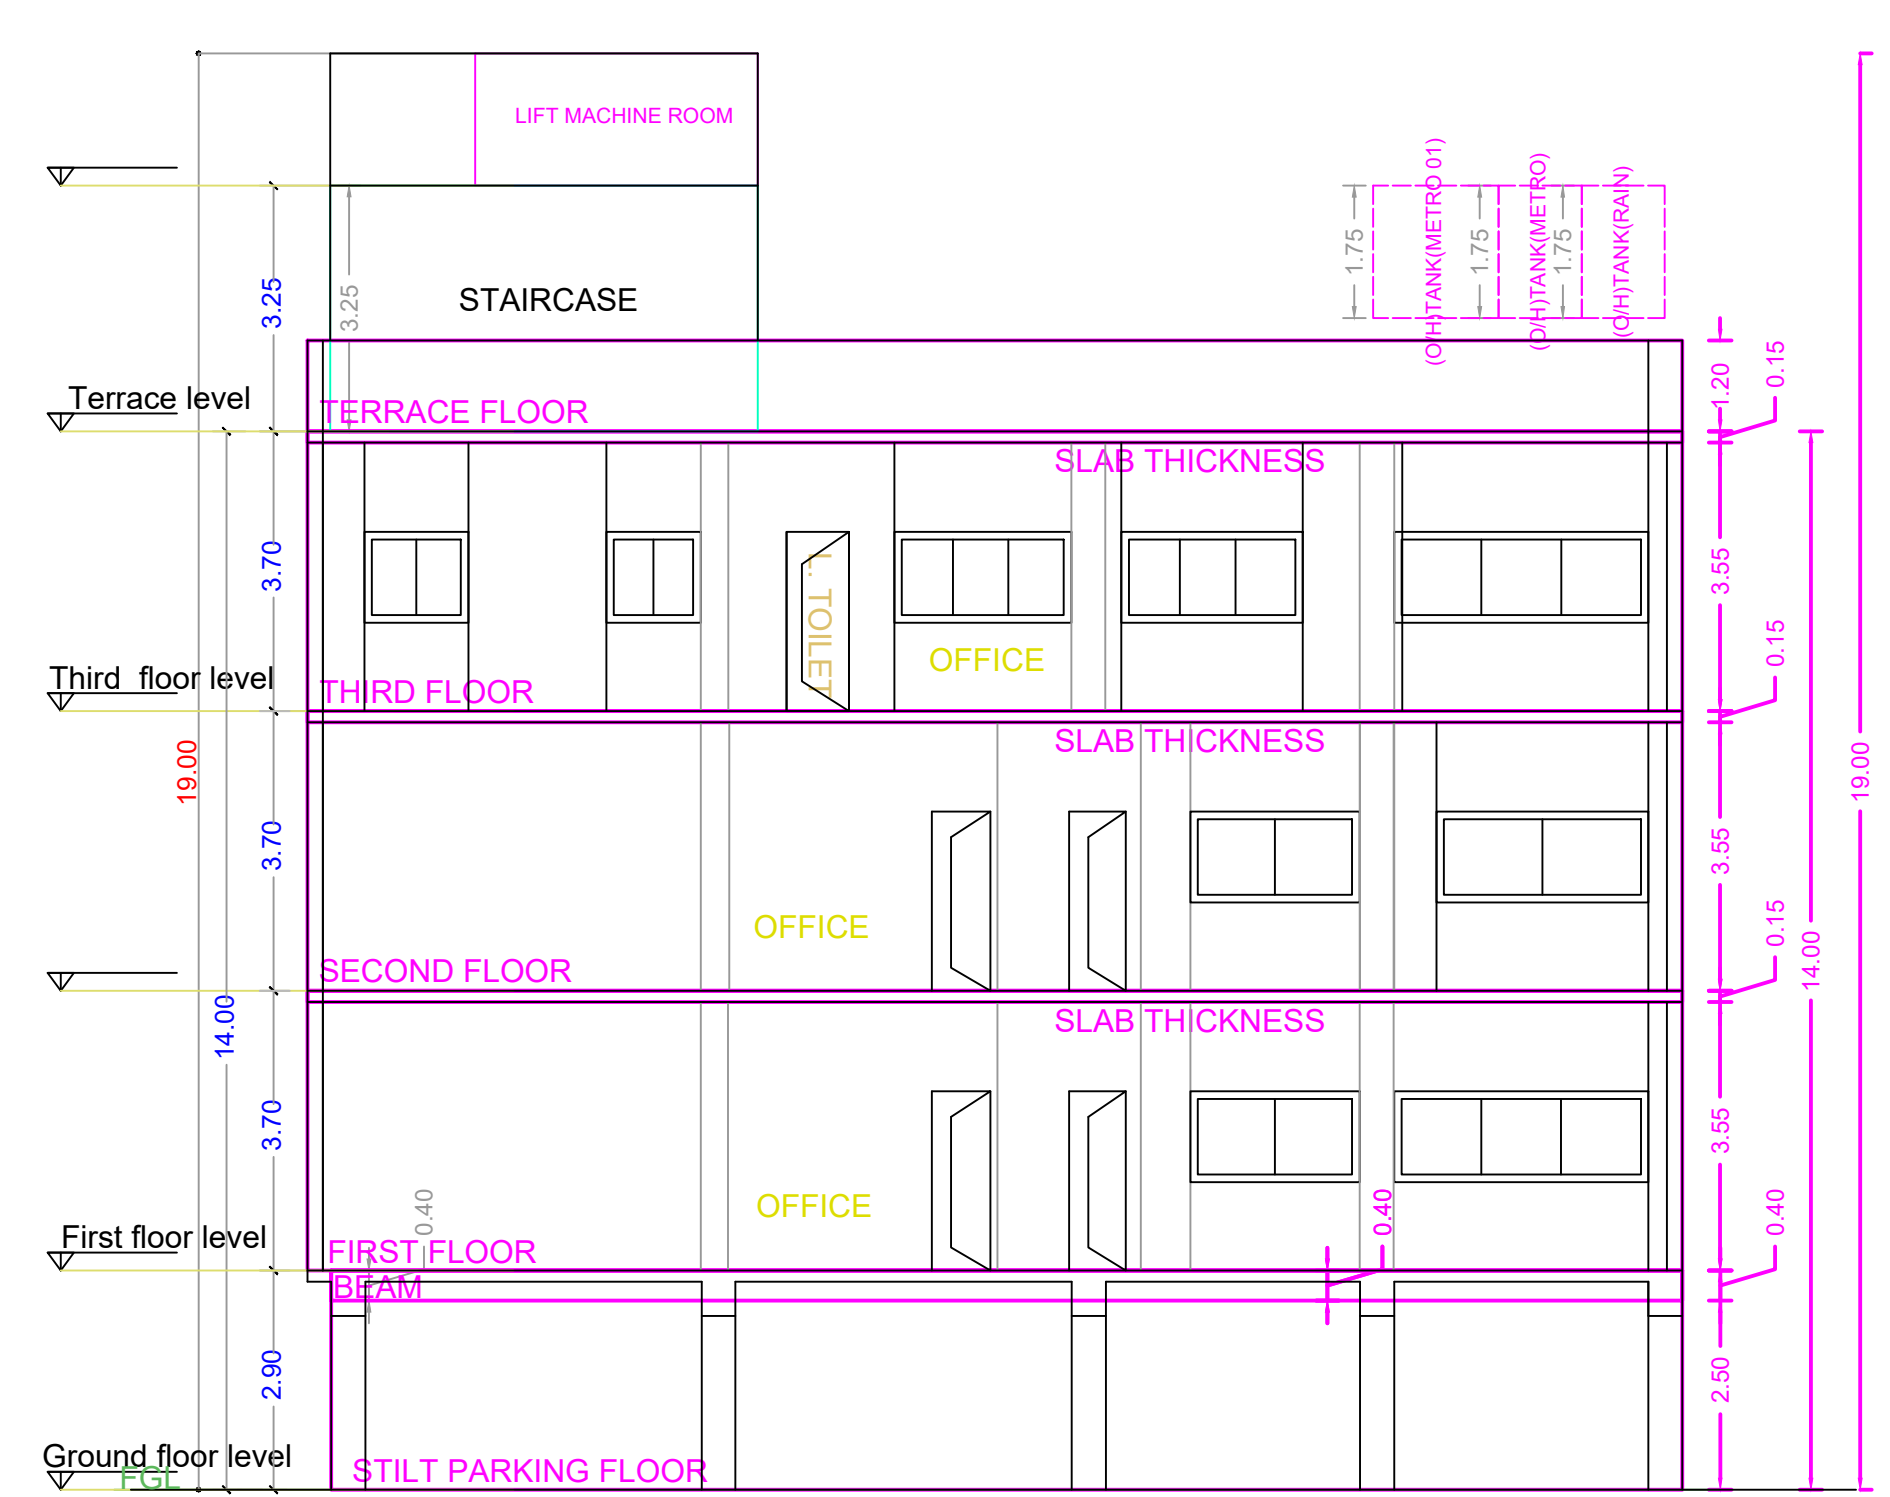 LIFT MACHINE ROOM
(O/H)TANK(METRO 01)
(O/H)TANK(METRO)
(O/H)TANK(RAIN)
1.75
1.75
1.75
3.25
3.25
STAIRCASE
1.20
0.15
Terrace level
TERRACE FLOOR
SLAB THICKNESS
3.70
L. TOILET
OFFICE
3.55
0.15
Third floor level
THIRD FLOOR
SLAB THICKNESS
19.00
19.00
3.70
3.55
OFFICE
0.15
14.00
SECOND FLOOR
SLAB THICKNESS
14.00
3.70
3.55
OFFICE
0.40
0.40
0.40
First floor level
FIRST FLOOR
BEAM
2.90
2.50
Ground floor level
FGL
STILT PARKING FLOOR